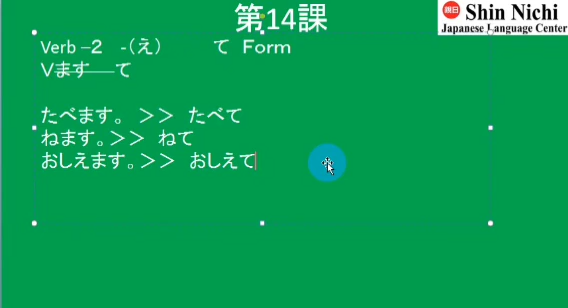 第14課
親日 Shin Nichi
Japanese Language Center
Verb –2 -(え) て Form
Vます て
たべます。 >> たべて
ねます。>> ねて
おしえます。>> おしえて